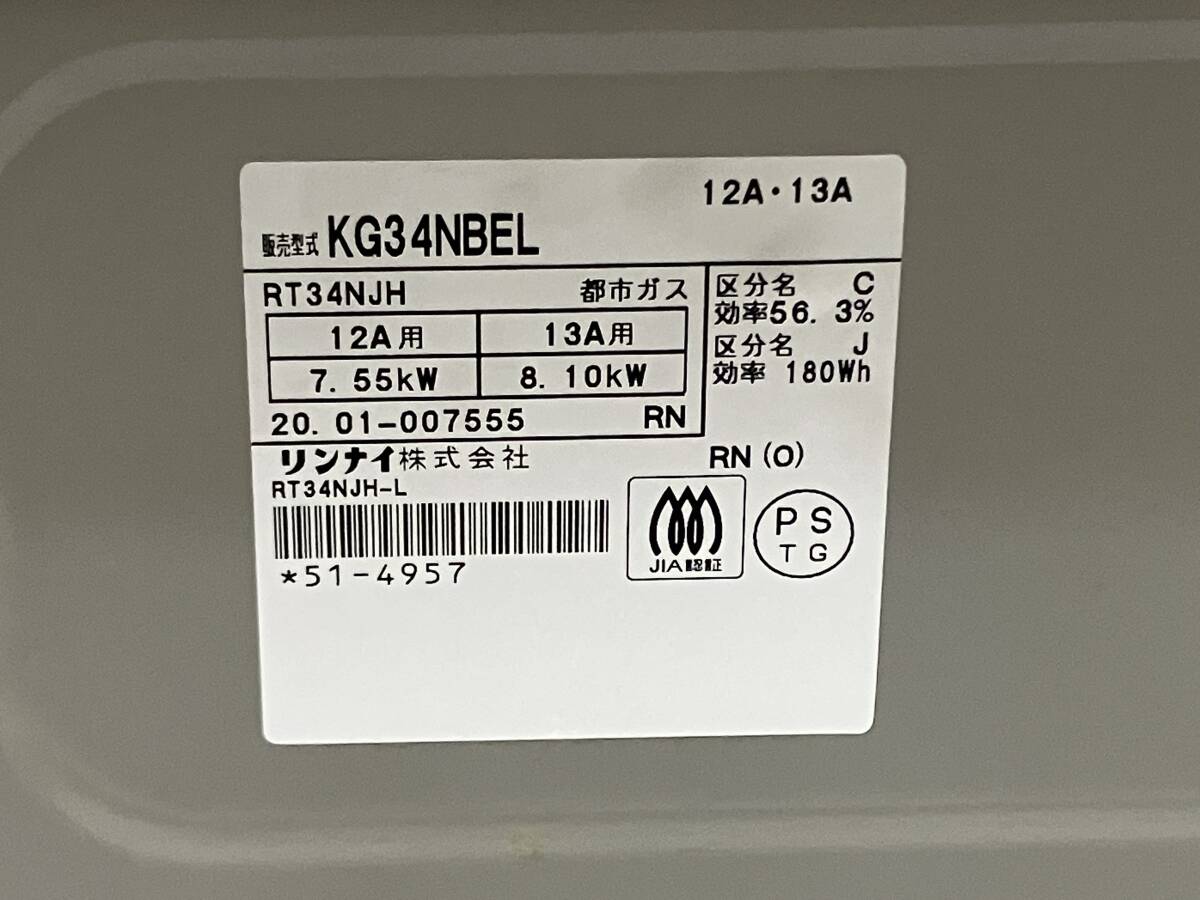 12A・13A
販売型式 KG34NBEL
RT34NJH 都市ガス
12A用 13A用
7.55kW 8.10kW
20.01-007555 RN
区分名 C
効率56.3%
区分名 J
効率 180Wh
リンナイ株式会社 RN(O)
RT34NJH-L
*51-4957
JIA認証
PS
TG